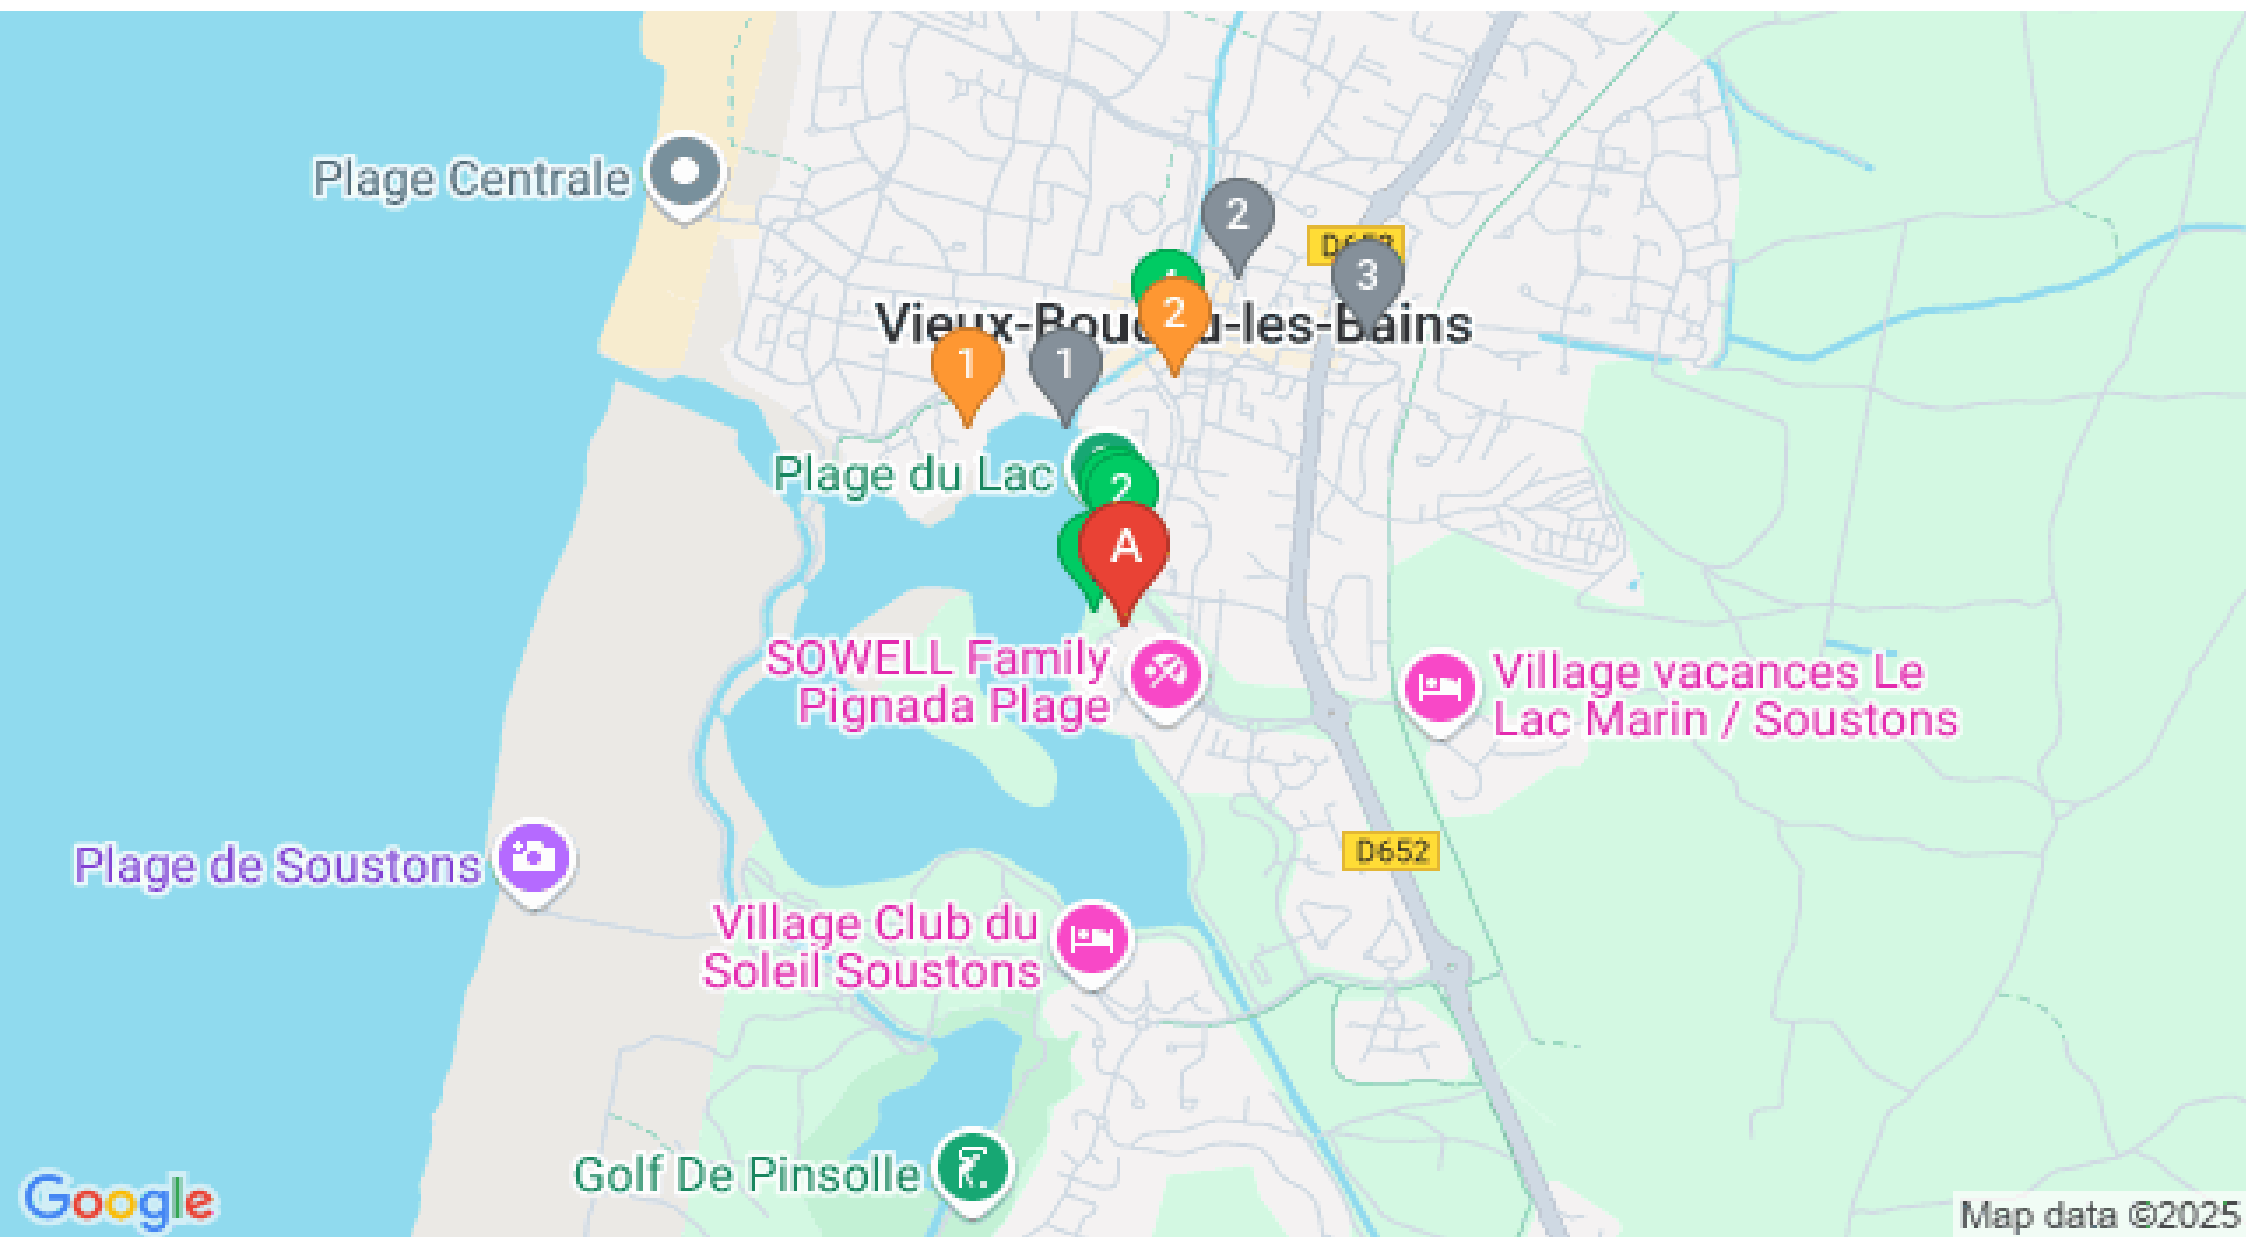 Plage Centrale
2
3
2
Vieux-Boucau-les-Bains
1
1
Plage du Lac
2
A
SOWELL Family
Pignada Plage
Village vacances Le
Lac Marin / Soustons
D652
Plage de Soustons
Village Club du
Soleil Soustons
Golf De Pinsolle
Google
Map data ©2025